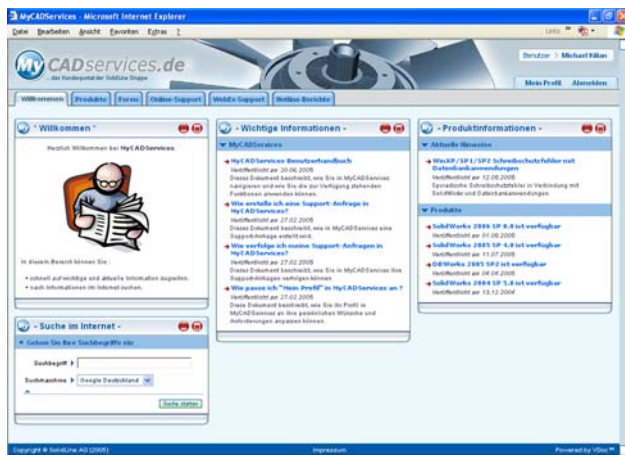 MyCADServices - Microsoft Internet Explorer
Datei Bearbeiten Ansicht Favoriten Extras ?
Links »
My CADservices.de
... das Kundenportal der SolidLine Gruppe
Benutzer > Michael Kilian
Mein Profil Abmelden
Willkommen Produkte Foren Online-Support WebEx-Support Hotline-Berichte
" Willkommen "
Herzlich Willkommen bei MyCADServices.
In diesem Bereich können Sie :
• schnell auf wichtige und aktuelle Information zugreifen.
• nach Informationen im Internet suchen.
- Suche im Internet -
Geben Sie Ihre Suchbegriffe ein
Suchbegriff
Suchmaschine Google Deutschland
Suche starten
- Wichtige Informationen -
MyCADServices
MyCADServices Benutzerhandbuch
Veröffentlicht am 20.06.2005
Dieses Dokument beschreibt, wie Sie in MyCADServices
navigieren und wie Sie die zur Verfügung stehenden
Funktionen anwenden können.
Wie erstelle ich eine Support-Anfrage in
MyCADServices?
Veröffentlicht am 27.02.2005
Dieses Dokument beschreibt, wie Sie in MyCADServices eine
Support-Anfrage erstellt wird.
Wie verfolge ich meine Support-Anfragen in
MyCADServices?
Veröffentlicht am 27.02.2005
Dieses Dokument beschreibt, wie Sie in MyCADServices Ihre
Support-Anfragen verfolgen können.
Wie passe ich "Mein Profil" in MyCADServices an ?
Veröffentlicht am 27.02.2005
Diese Dokument beschreibt, wie Sie Ihr Profil in
MyCADServices an Ihre persönlichen Wünsche und
Anforderungen anpassen können.
- Produktinformationen -
Aktuelle Hinweise
WinXP/SP1/SP2 Schreibschutzfehler mit
Datenbankanwendungen
Veröffentlicht am 12.05.2005
Sporadische Schreibschutzfehler in Verbindung mit
SolidWorks und Datenbankanwendungen.
Produkte
SolidWorks 2006 SP 0.0 ist verfügbar
Veröffentlicht am 01.08.2005
SolidWorks 2005 SP 4.0 ist verfügbar
Veröffentlicht am 11.07.2005
DBWorks 2005 SP2 ist verfügbar
Veröffentlicht am 04.04.2005
SolidWorks 2004 SP 5.0 ist verfügbar
Veröffentlicht am 13.12.2004
Copyright © SolidLine AG (2005) Impressum Powered by VDoc ™